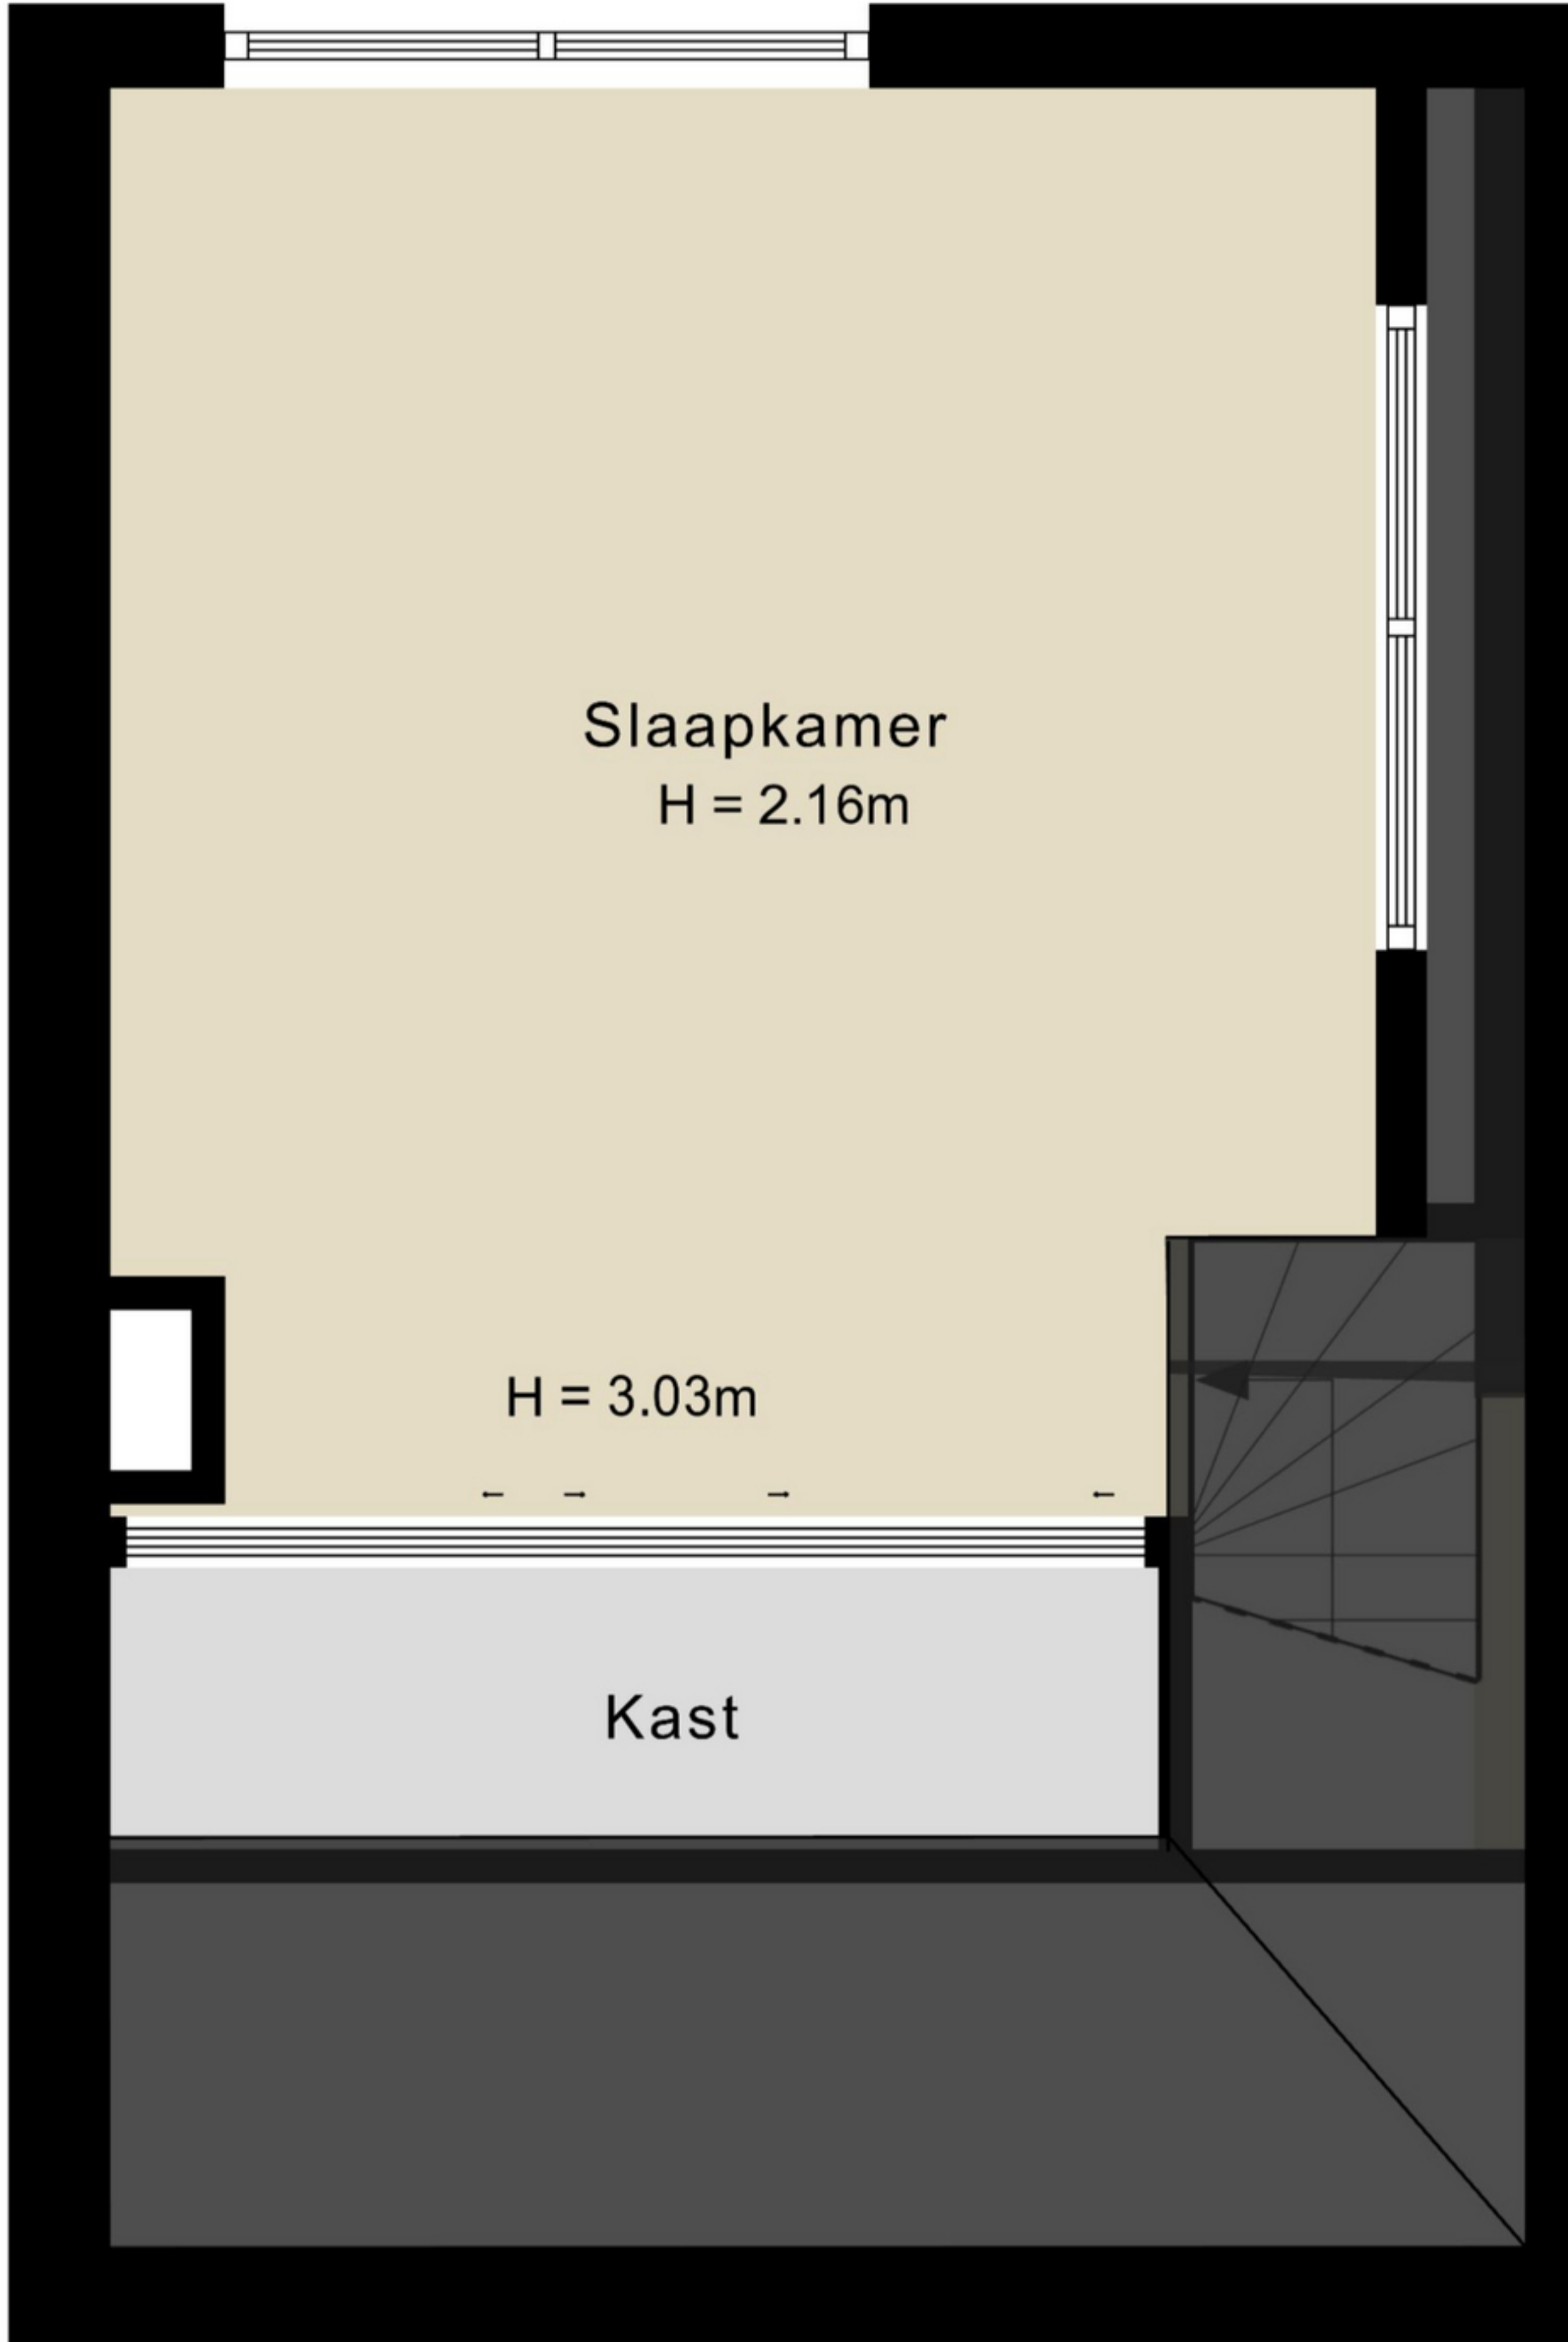 Slaapkamer
H = 2.16m
H = 3.03m
Kast